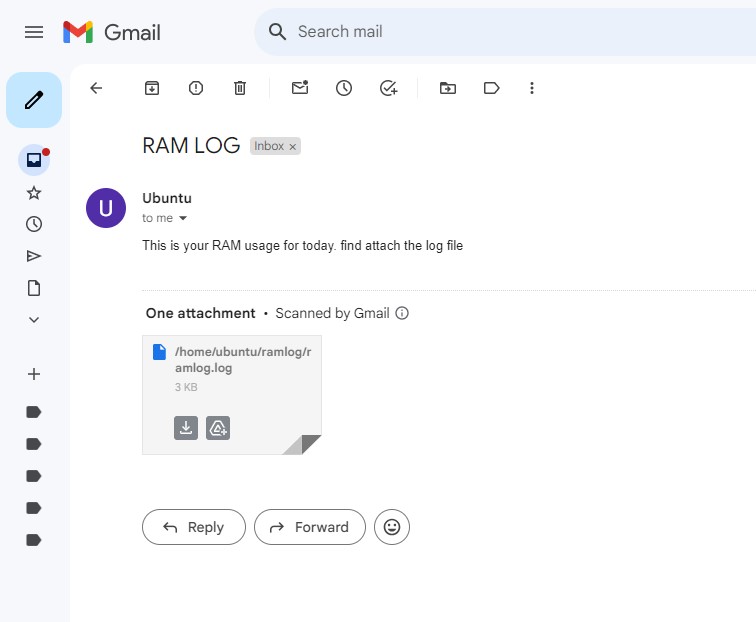 Gmail
Search mail
RAM LOG
Inbox ×
U
Ubuntu
to me
This is your RAM usage for today. find attach the log file
One attachment • Scanned by Gmail
/home/ubuntu/ramlog/r
amlog.log
3 KB
Reply
Forward